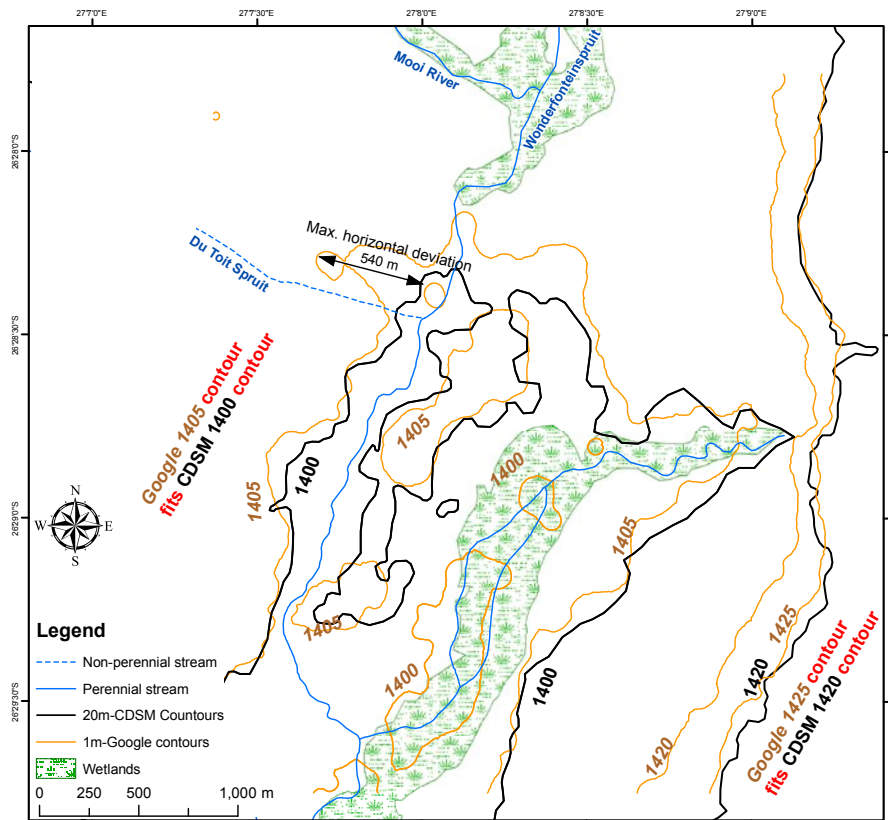 27°7'0"E
27°7'30"E
27°8'0"E
27°8'30"E
27°9'0"E
26°28'0"S
26°28'30"S
26°29'0"S
26°29'30"S
Mooi River
Wonderfonteinspruit
Du Toit Spruit
Max. horizontal deviation
540 m
Google 1405 contour
fits CDSM 1400 contour
1405
1400
1405
1400
1405
1405
1400
1400
1420
1425
1420
Google 1425 contour
fits CDSM 1420 contour
N
W
E
S
Legend
Non-perennial stream
Perennial stream
20m-CDSM Countours
1m-Google contours
Wetlands
0 250 500 1,000 m